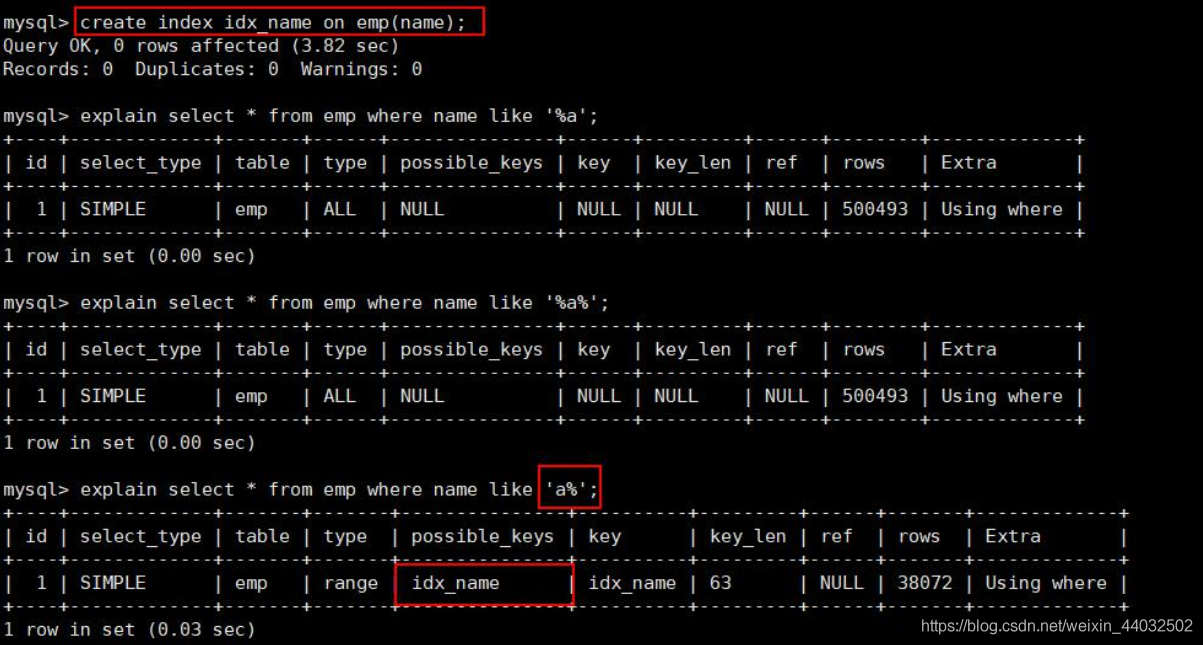 mysql> create index idx_name on emp(name);
Query OK, 0 rows affected (3.82 sec)
Records: 0  Duplicates: 0  Warnings: 0
mysql> explain select * from emp where name like '%a';
+----+-------------+-------+------+---------------+------+---------+------+--------+-------------+
| id | select_type | table | type | possible_keys | key  | key_len | ref  | rows   | Extra       |
+----+-------------+-------+------+---------------+------+---------+------+--------+-------------+
|  1 | SIMPLE      | emp   | ALL  | NULL          | NULL | NULL    | NULL | 500493 | Using where |
+----+-------------+-------+------+---------------+------+---------+------+--------+-------------+
1 row in set (0.00 sec)
mysql> explain select * from emp where name like '%a%';
+----+-------------+-------+------+---------------+------+---------+------+--------+-------------+
| id | select_type | table | type | possible_keys | key  | key_len | ref  | rows   | Extra       |
+----+-------------+-------+------+---------------+------+---------+------+--------+-------------+
|  1 | SIMPLE      | emp   | ALL  | NULL          | NULL | NULL    | NULL | 500493 | Using where |
+----+-------------+-------+------+---------------+------+---------+------+--------+-------------+
1 row in set (0.00 sec)
mysql> explain select * from emp where name like 'a%';
+----+-------------+-------+-------+---------------+----------+---------+------+-------+-------------+
| id | select_type | table | type  | possible_keys | key      | key_len | ref  | rows  | Extra       |
+----+-------------+-------+-------+---------------+----------+---------+------+-------+-------------+
|  1 | SIMPLE      | emp   | range | idx_name      | idx_name | 63      | NULL | 38072 | Using where |
+----+-------------+-------+-------+---------------+----------+---------+------+-------+-------------+
1 row in set (0.03 sec)
https://blog.csdn.net/weixin_44032502